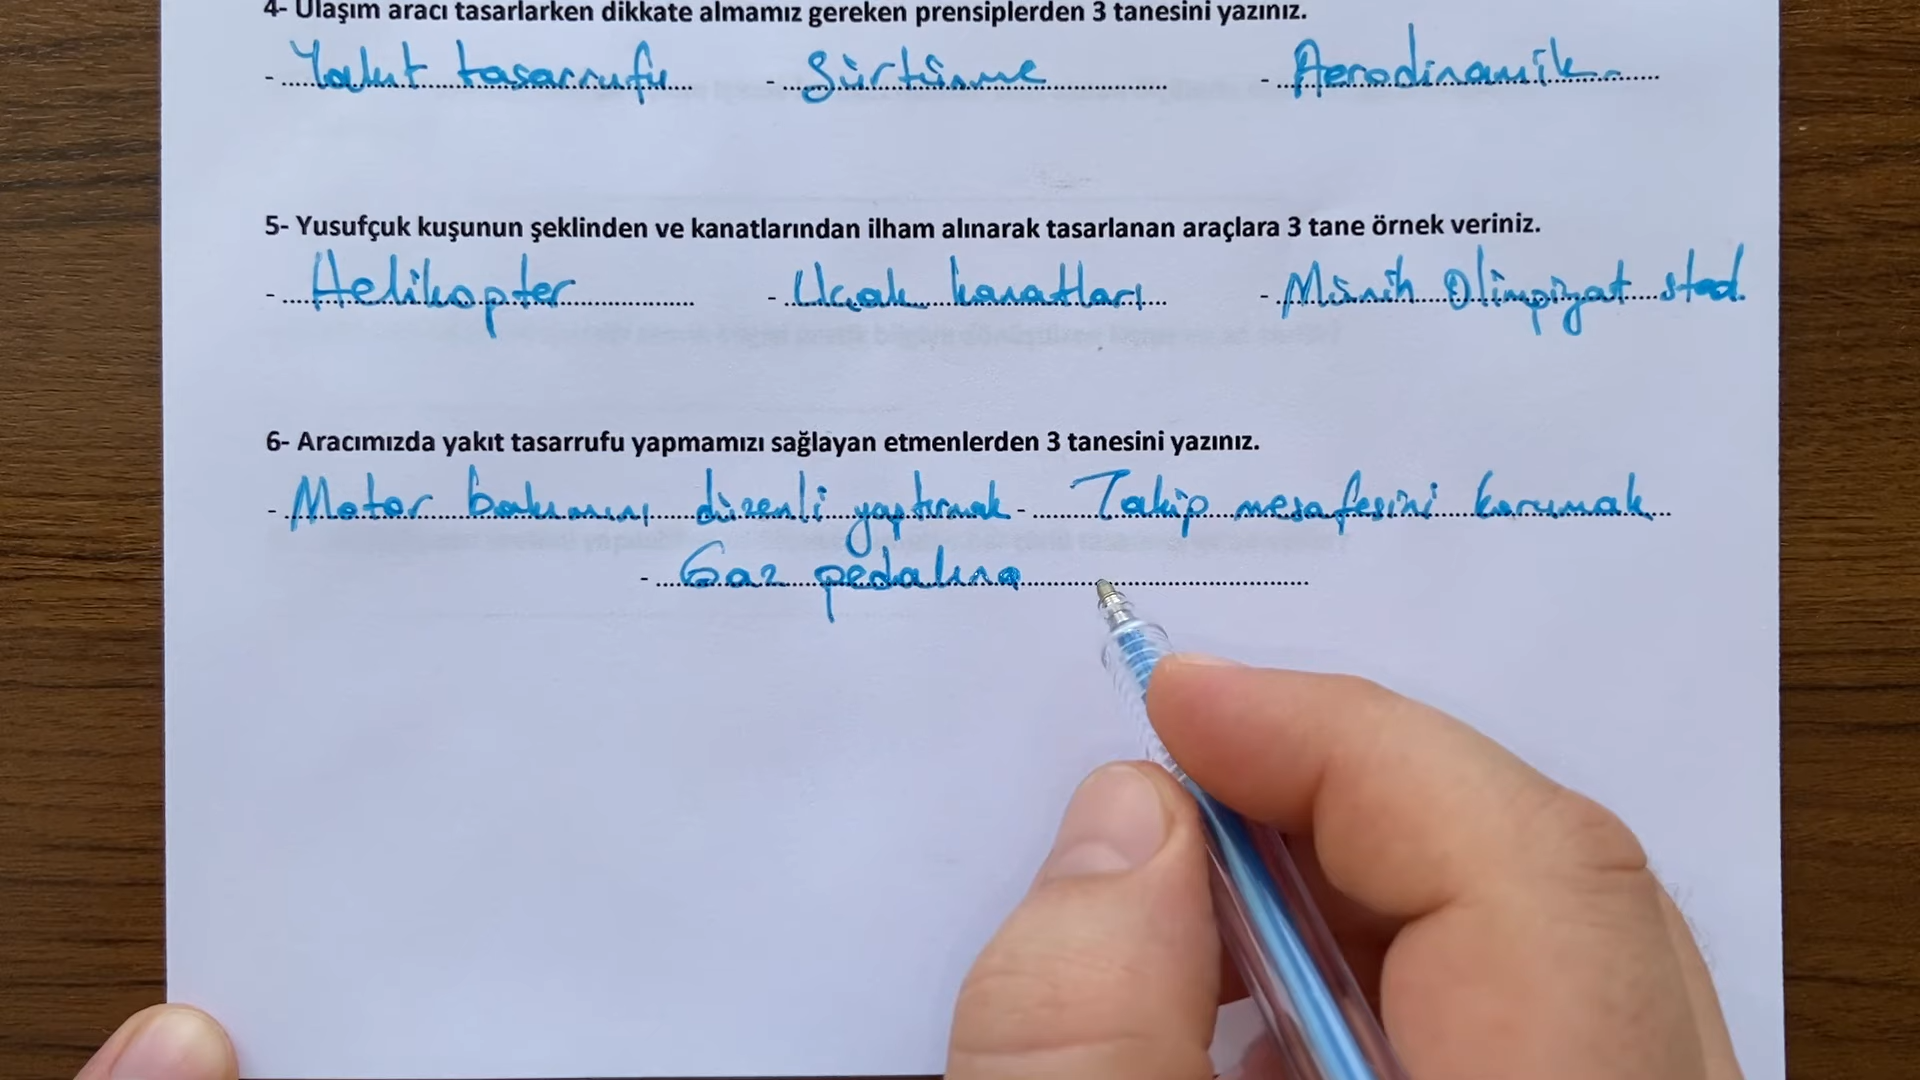 4- Ulaşım aracı tasarlarken dikkate almamız gereken prensiplerden 3 tanesini yazınız.
- Yakıt tasarrufu - Sürtünme - Aerodinamik
5- Yusufçuk kuşunun şeklinden ve kanatlarından ilham alınarak tasarlanan araçlara 3 tane örnek veriniz.
- Helikopter - Uçak kanatları - Münih Olimpiyat stad.
6- Aracımızda yakıt tasarrufu yapmamızı sağlayan etmenlerden 3 tanesini yazınız.
- Motor bakımını düzenli yaptırmak - Takip mesafesini korumak
- Gaz pedalına